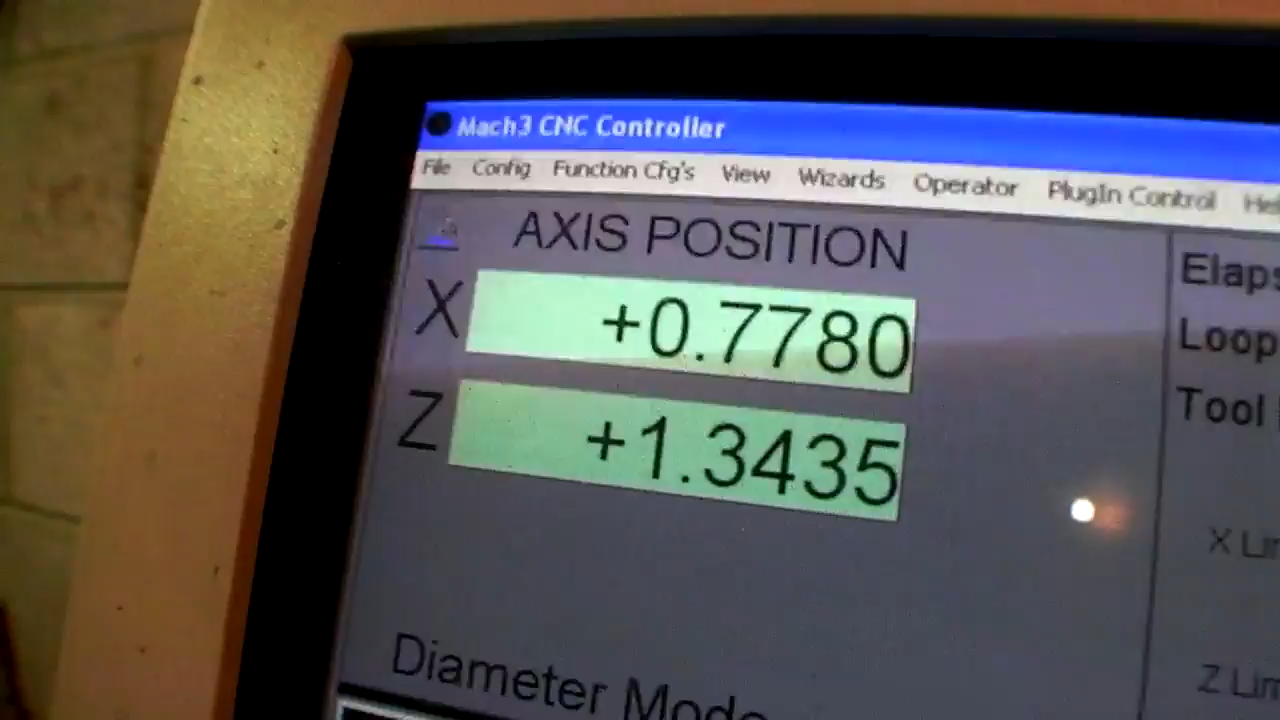 Mach3 CNC Controller
File Config Function Cfg's View Wizards Operator PlugIn Control
AXIS POSITION
X +0.7780
Z +1.3435
Loop
Tool
X
Z
Diameter Mode